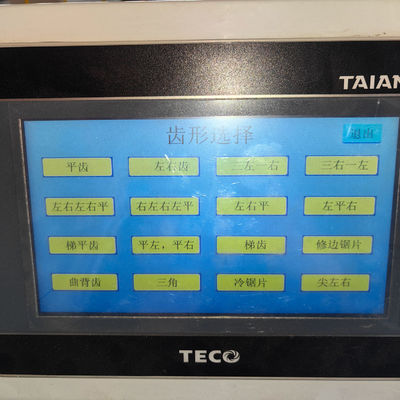 TAIAN
齿形选择
退出
平齿 左右齿 三左一右 三右一左
左右左右平 右左右左平 左右平 左平右
梯平齿 平左，平右 梯齿 修边锯片
曲背齿 三角 冷锯片 尖左右
TECO